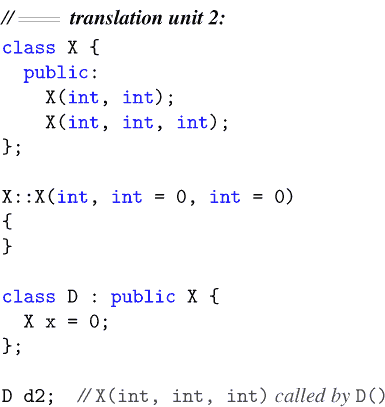 // —— translation unit 2:
class X {
  public:
    X(int, int);
    X(int, int, int);
};

X::X(int, int = 0, int = 0)
{
}

class D : public X {
  X x = 0;
};

D d2;  // X(int, int, int) called by D()